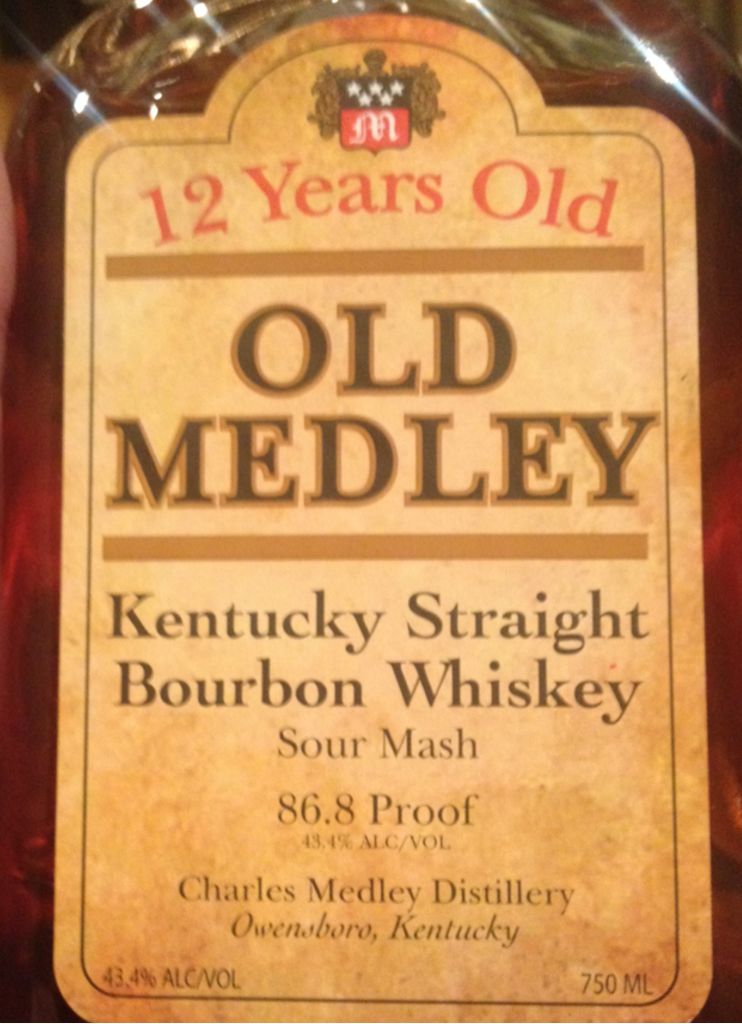 M
12 Years Old
OLD
MEDLEY
Kentucky Straight
Bourbon Whiskey
Sour Mash
86.8 Proof
43.4% ALC/VOL
Charles Medley Distillery
Owensboro, Kentucky
43.4% ALC/VOL 750 ML